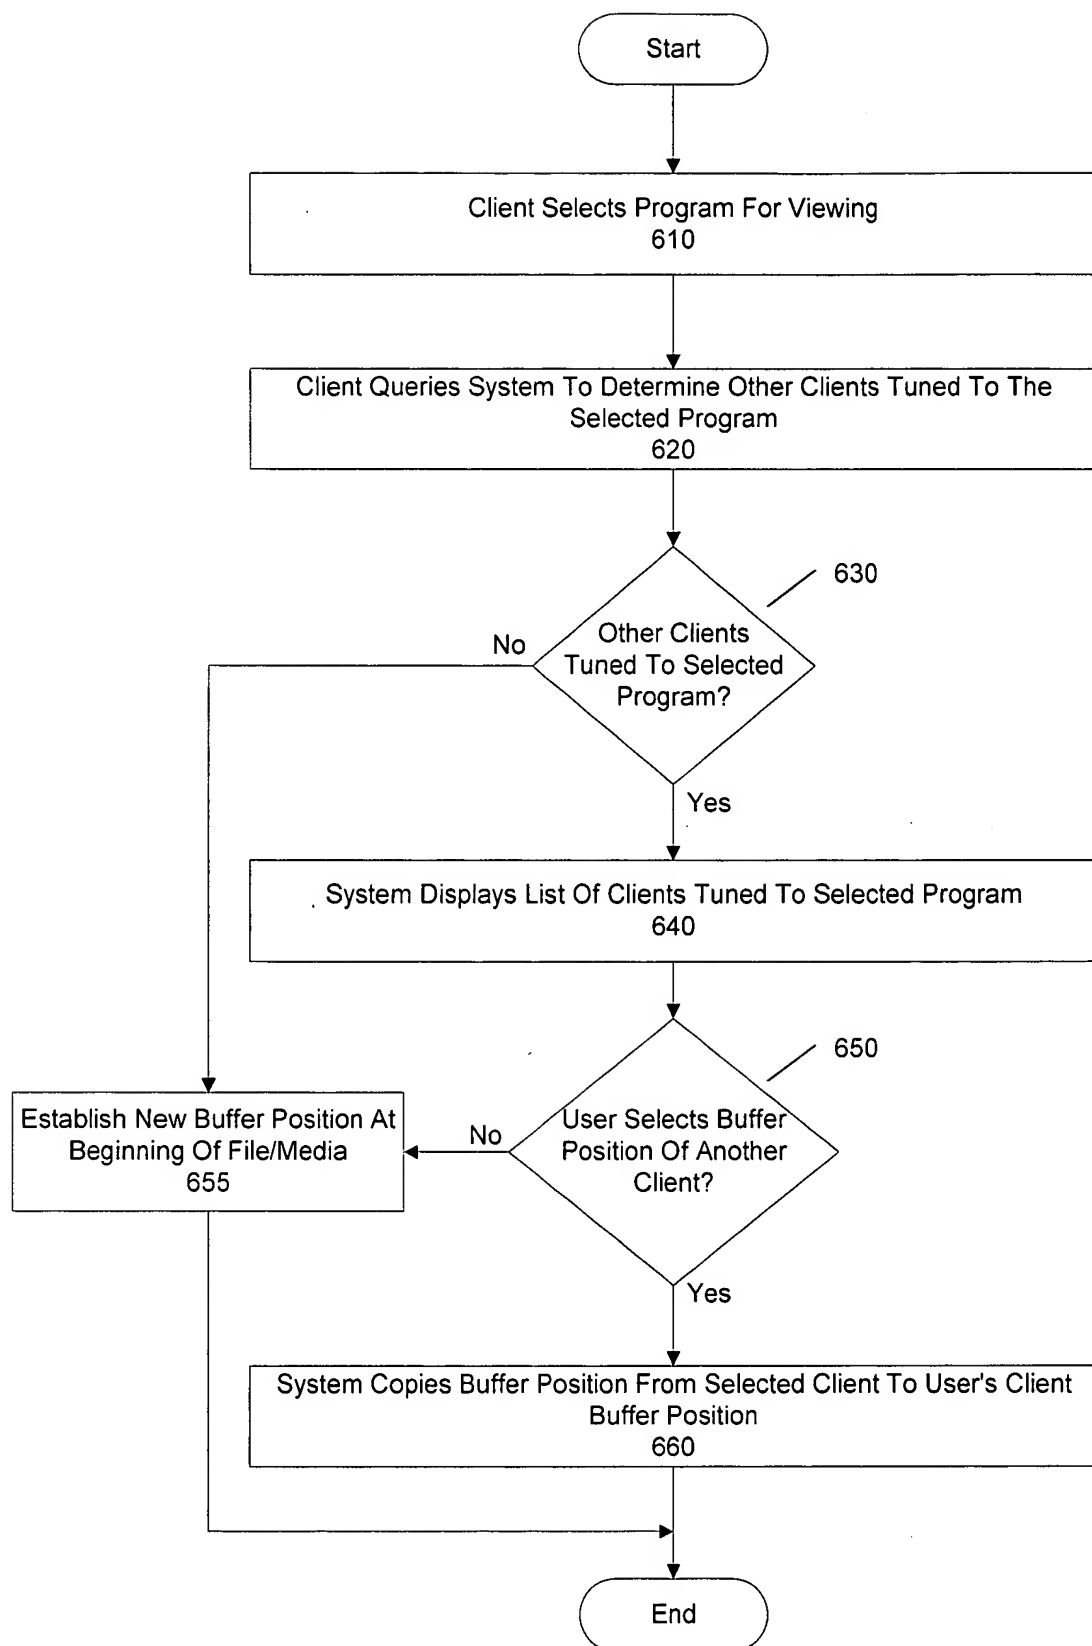 Start
Client Selects Program For Viewing
610
Client Queries System To Determine Other Clients Tuned To The
Selected Program
620
630
Other Clients
Tuned To Selected
Program?
No
Yes
System Displays List Of Clients Tuned To Selected Program
640
650
User Selects Buffer
Position Of Another
Client?
No
Establish New Buffer Position At
Beginning Of File/Media
655
Yes
System Copies Buffer Position From Selected Client To User's Client
Buffer Position
660
End